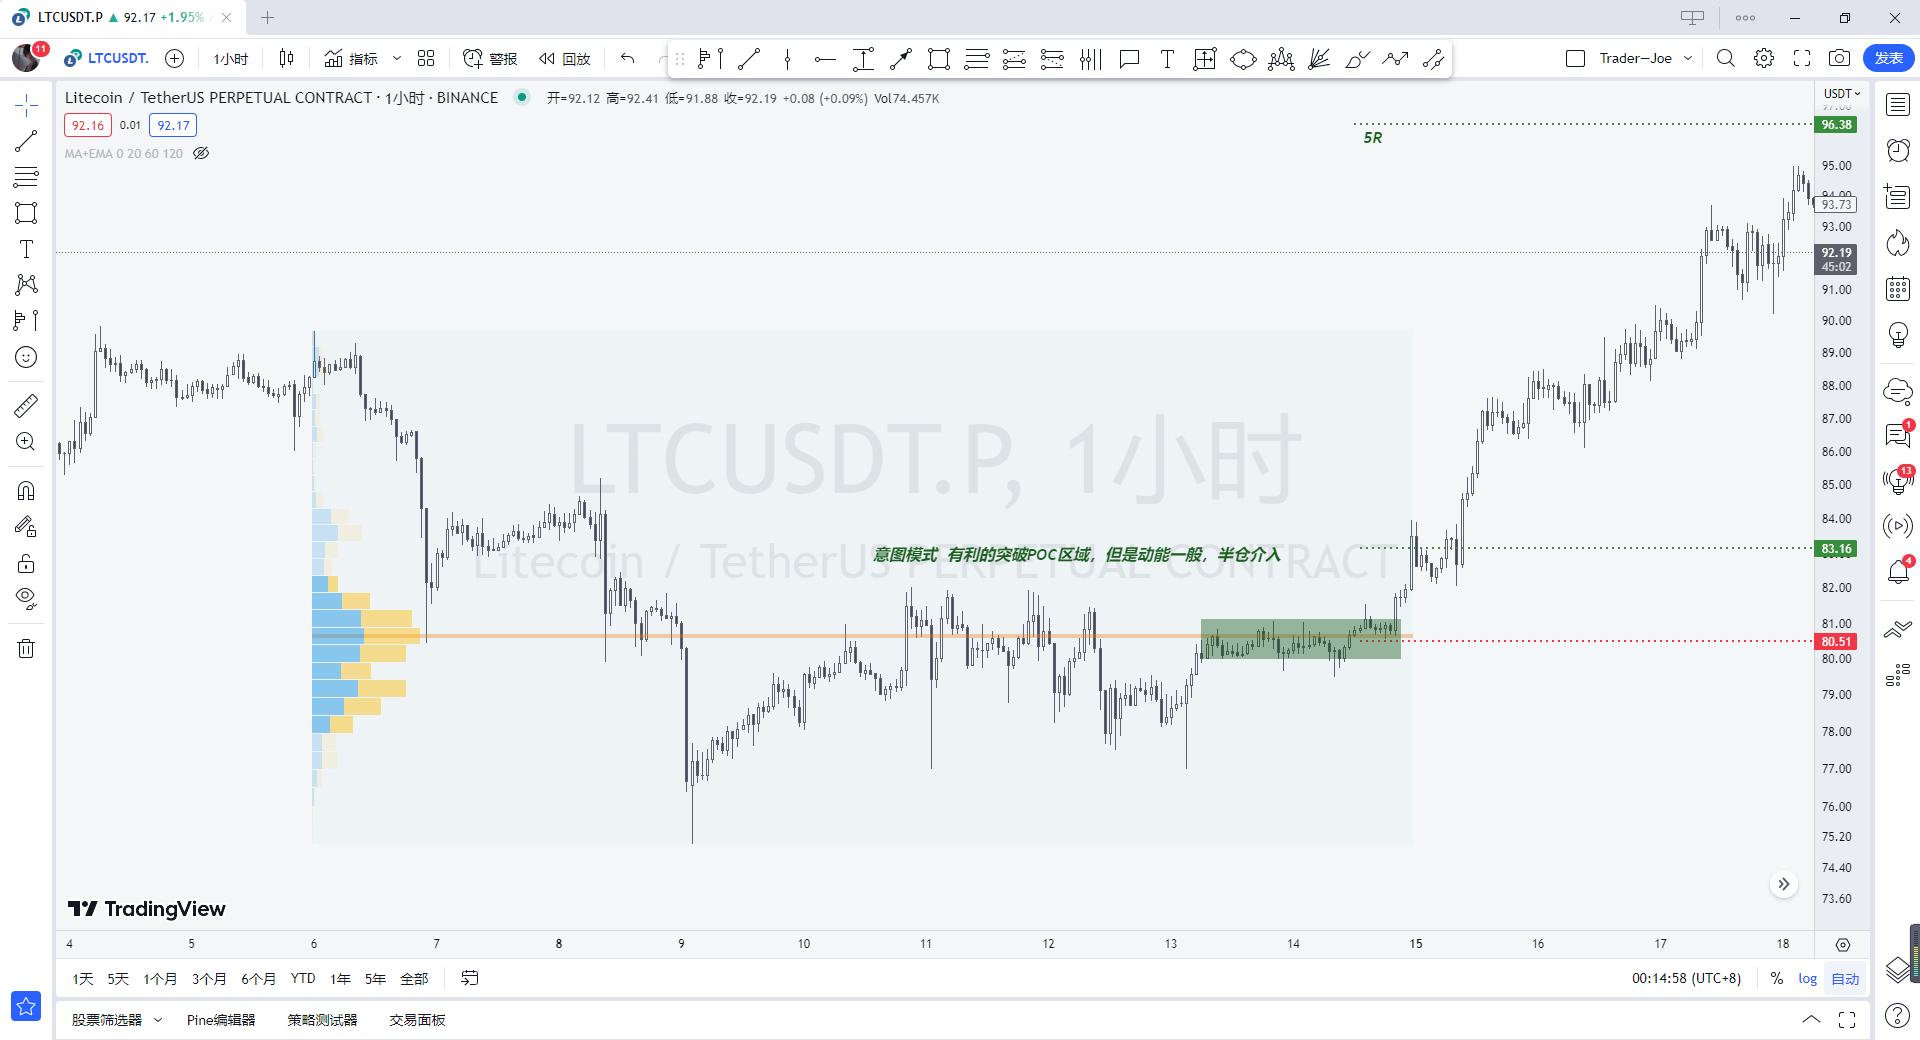 LTCUSDT.P ▲ 92.17 +1.95% /
11
LTCUSDT. 1小时 指标 警报 回放 Trader—Joe 发表
Litecoin / TetherUS PERPETUAL CONTRACT · 1小时 · BINANCE 开=92.12 高=92.41 低=91.88 收=92.19 +0.08 (+0.09%) Vol74.457K
USDT
97.00
92.16 0.01 92.17
96.38
5R
MA+EMA 0 20 60 120
95.00
94.00
93.73
93.00
92.19
45:02
91.00
90.00
89.00
88.00
87.00
86.00
85.00
84.00
LTCUSDT.P, 1小时
Litecoin / TetherUS PERPETUAL CONTRACT
意图模式 有利的突破POC区域，但是动能一般，半仓介入
83.16
82.00
81.00
80.51
80.00
79.00
78.00
77.00
76.00
75.20
74.40
73.60
1
13
4
TradingView
4 5 6 7 8 9 10 11 12 13 14 15 16 17 18
1天 5天 1个月 3个月 6个月 YTD 1年 5年 全部 00:14:58 (UTC+8) % log 自动
股票筛选器 Pine编辑器 策略测试器 交易面板